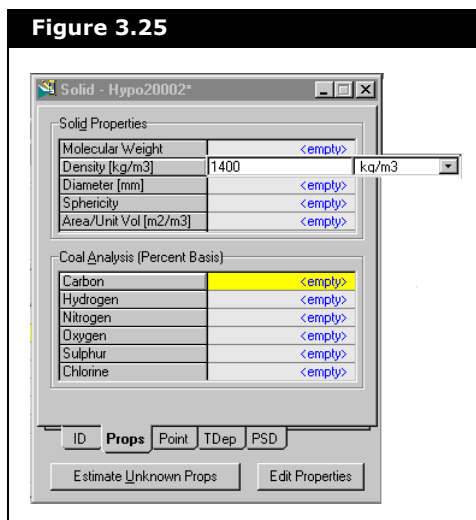 Figure 3.25
Solid - Hypo20002*
Solid Properties
Molecular Weight <empty>
Density [kg/m3] 1400 kg/m3
Diameter [mm] <empty>
Sphericity <empty>
Area/Unit Vol [m2/m3] <empty>
Coal Analysis (Percent Basis)
Carbon <empty>
Hydrogen <empty>
Nitrogen <empty>
Oxygen <empty>
Sulphur <empty>
Chlorine <empty>
ID Props Point TDep PSD
Estimate Unknown Props Edit Properties